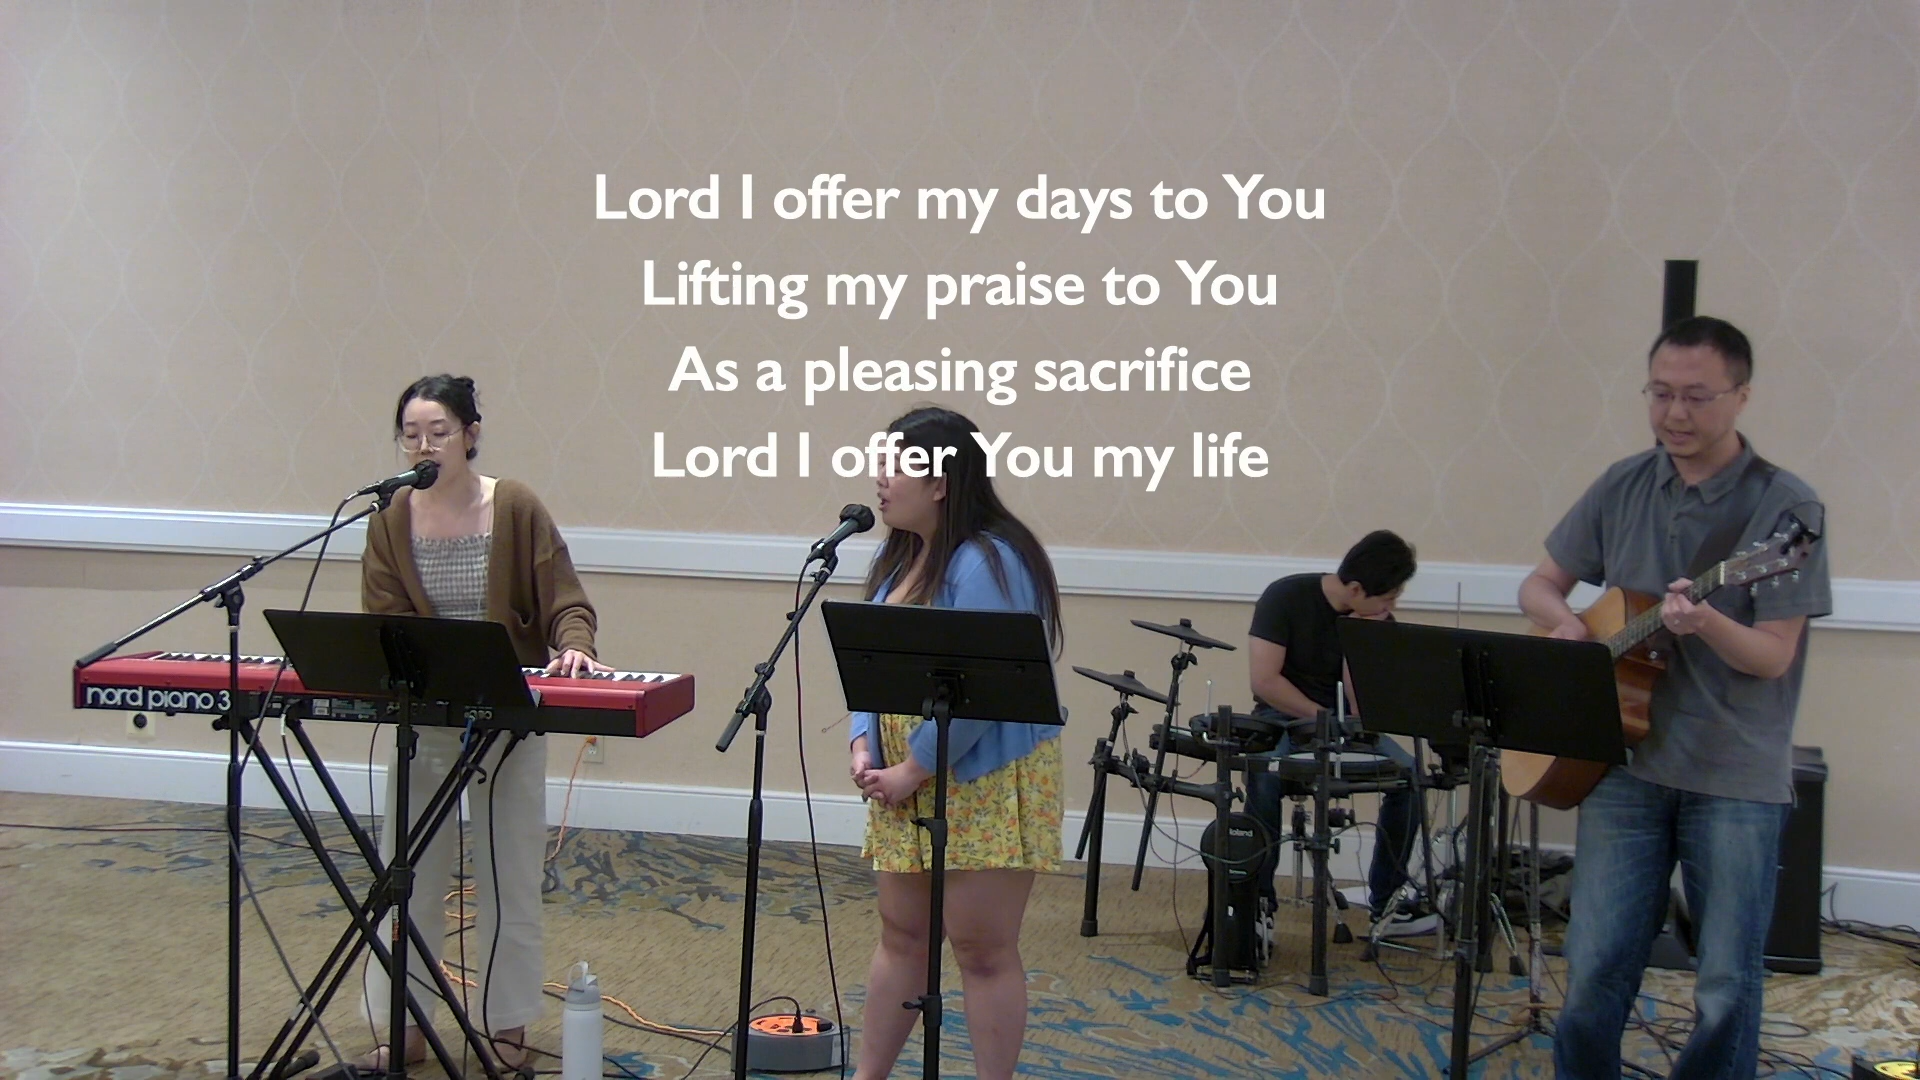 Lord I offer my days to You
Lifting my praise to You
As a pleasing sacrifice
Lord I offer You my life
nord piano 3
Roland